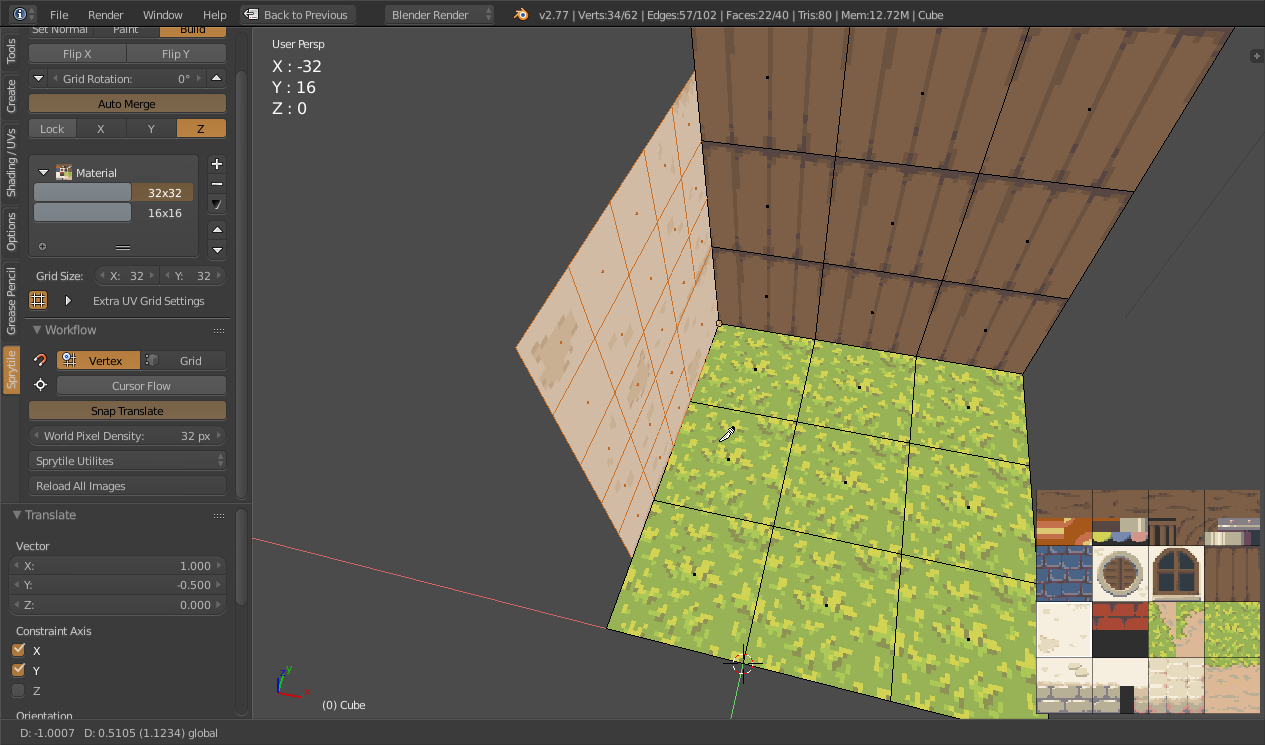 File Render Window Help Back to Previous Blender Render v2.77 | Verts:34/62 | Edges:57/102 | Faces:22/40 | Tris:80 | Mem:12.72M | Cube
Tools
Create
Shading / UVs
Options
Grease Pencil
Sprytile
Set Normal Paint Build
Flip X Flip Y
Grid Rotation: 0°
Auto Merge
Lock X Y Z
Material
32x32
16x16
Grid Size: X: 32 Y: 32
Extra UV Grid Settings
Workflow
Vertex Grid
Cursor Flow
Snap Translate
World Pixel Density: 32 px
Sprytile Utilites
Reload All Images
Translate
Vector
X: 1.000
Y: -0.500
Z: 0.000
Constraint Axis
X
Y
Z
Orientation
User Persp
X : -32
Y : 16
Z : 0
y
x
(0) Cube
D: -1.0007 D: 0.5105 (1.1234) global